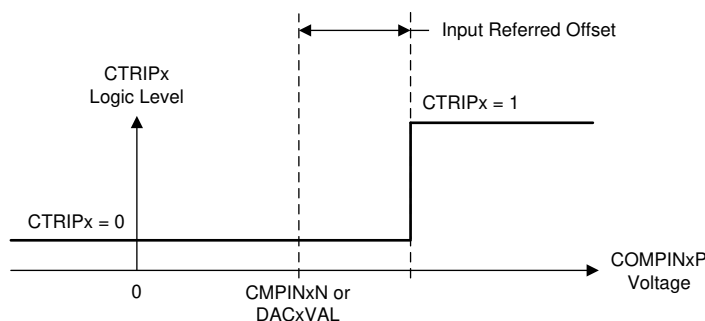 Input Referred Offset
CTRIPx
Logic Level
CTRIPx = 1
CTRIPx = 0
COMPINxP
Voltage
0
CMPINxN or
DACxVAL